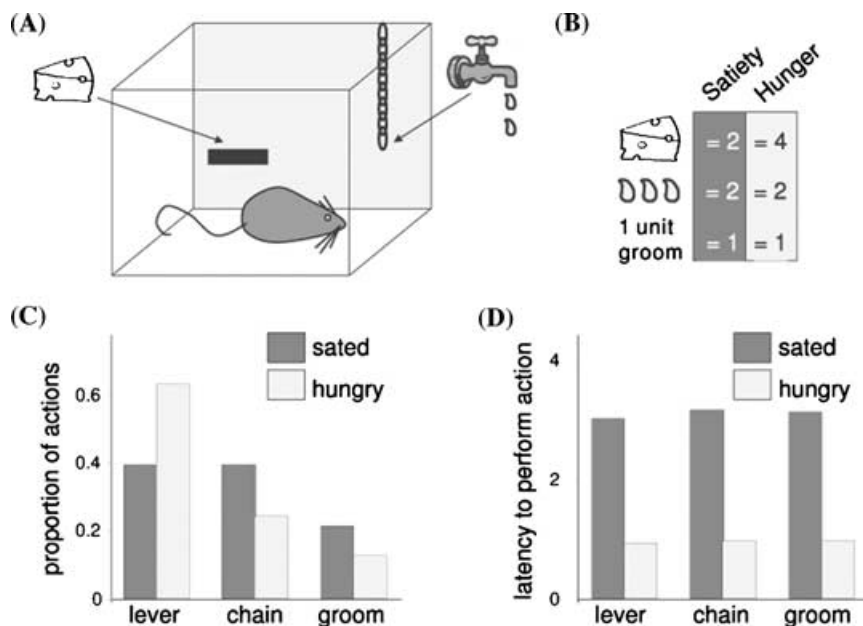 (A)
(B)
Satiety
Hunger
= 2 = 4
= 2 = 2
1 unit
groom
= 1 = 1
(C)
sated
hungry
proportion of actions
0.6
0.4
0.2
0
lever chain groom
(D)
sated
hungry
latency to perform action
4
2
0
lever chain groom